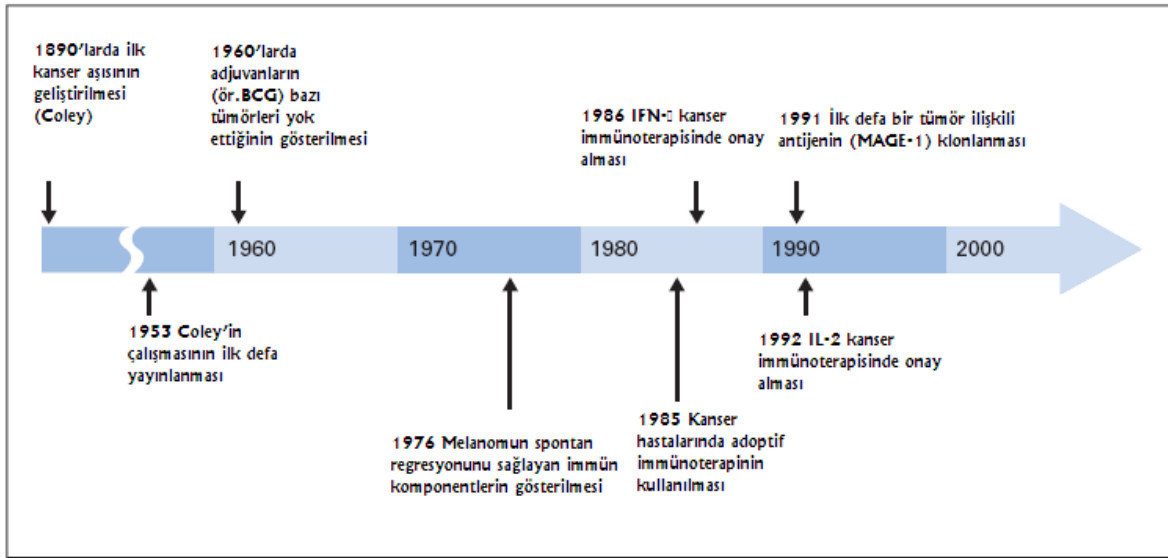 1890'larda ilk
kanser aşısının
geliştirilmesi
(Coley)
1960'larda
adjuvanların
(ör.BCG) bazı
tümörleri yok
ettiğinin gösterilmesi
1986 IFN-▯ kanser
immünoterapisinde onay
alması
1991 İlk defa bir tümör ilişkili
antijenin (MAGE-1) klonlanması
1960
1970
1980
1990
2000
1953 Coley'in
çalışmasının ilk defa
yayınlanması
1976 Melanomun spontan
regresyonunu sağlayan immün
komponentlerin gösterilmesi
1985 Kanser
hastalarında adoptif
immünoterapinin
kullanılması
1992 IL-2 kanser
immünoterapisinde onay
alması